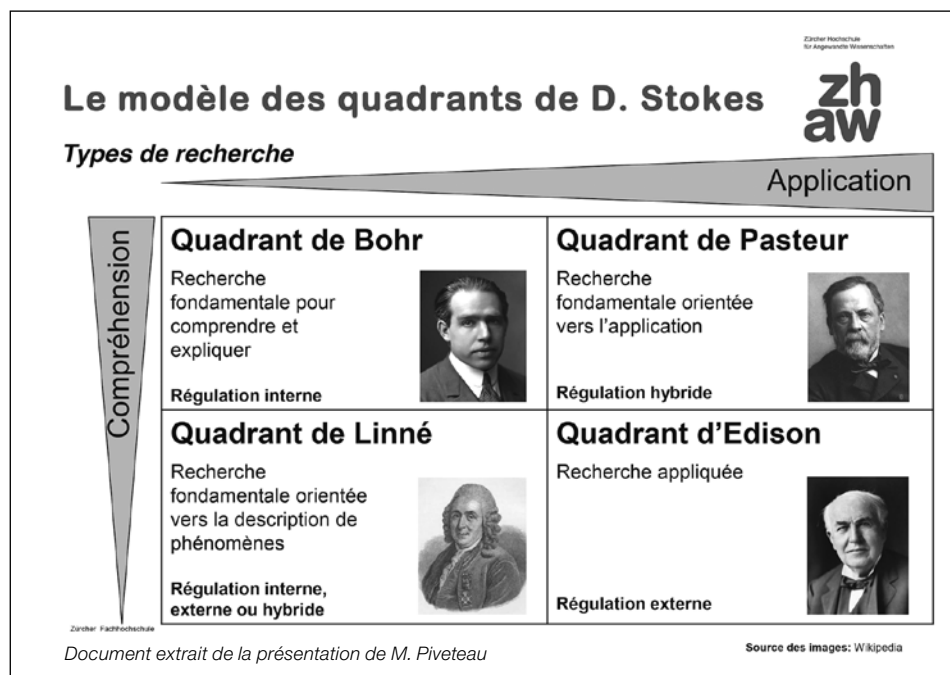 Zürcher Hochschule
für Angewandte Wissenschaften
zh
aw
Le modèle des quadrants de D. Stokes
Types de recherche
Application
Compréhension
Quadrant de Bohr
Recherche
fondamentale pour
comprendre et
expliquer
Régulation interne
Quadrant de Pasteur
Recherche
fondamentale orientée
vers l'application
Régulation hybride
Quadrant de Linné
Recherche
fondamentale orientée
vers la description de
phénomènes
Régulation interne,
externe ou hybride
Quadrant d'Edison
Recherche appliquée
Régulation externe
Zürcher Fachhochschule
Document extrait de la présentation de M. Piveteau
Source des images: Wikipedia